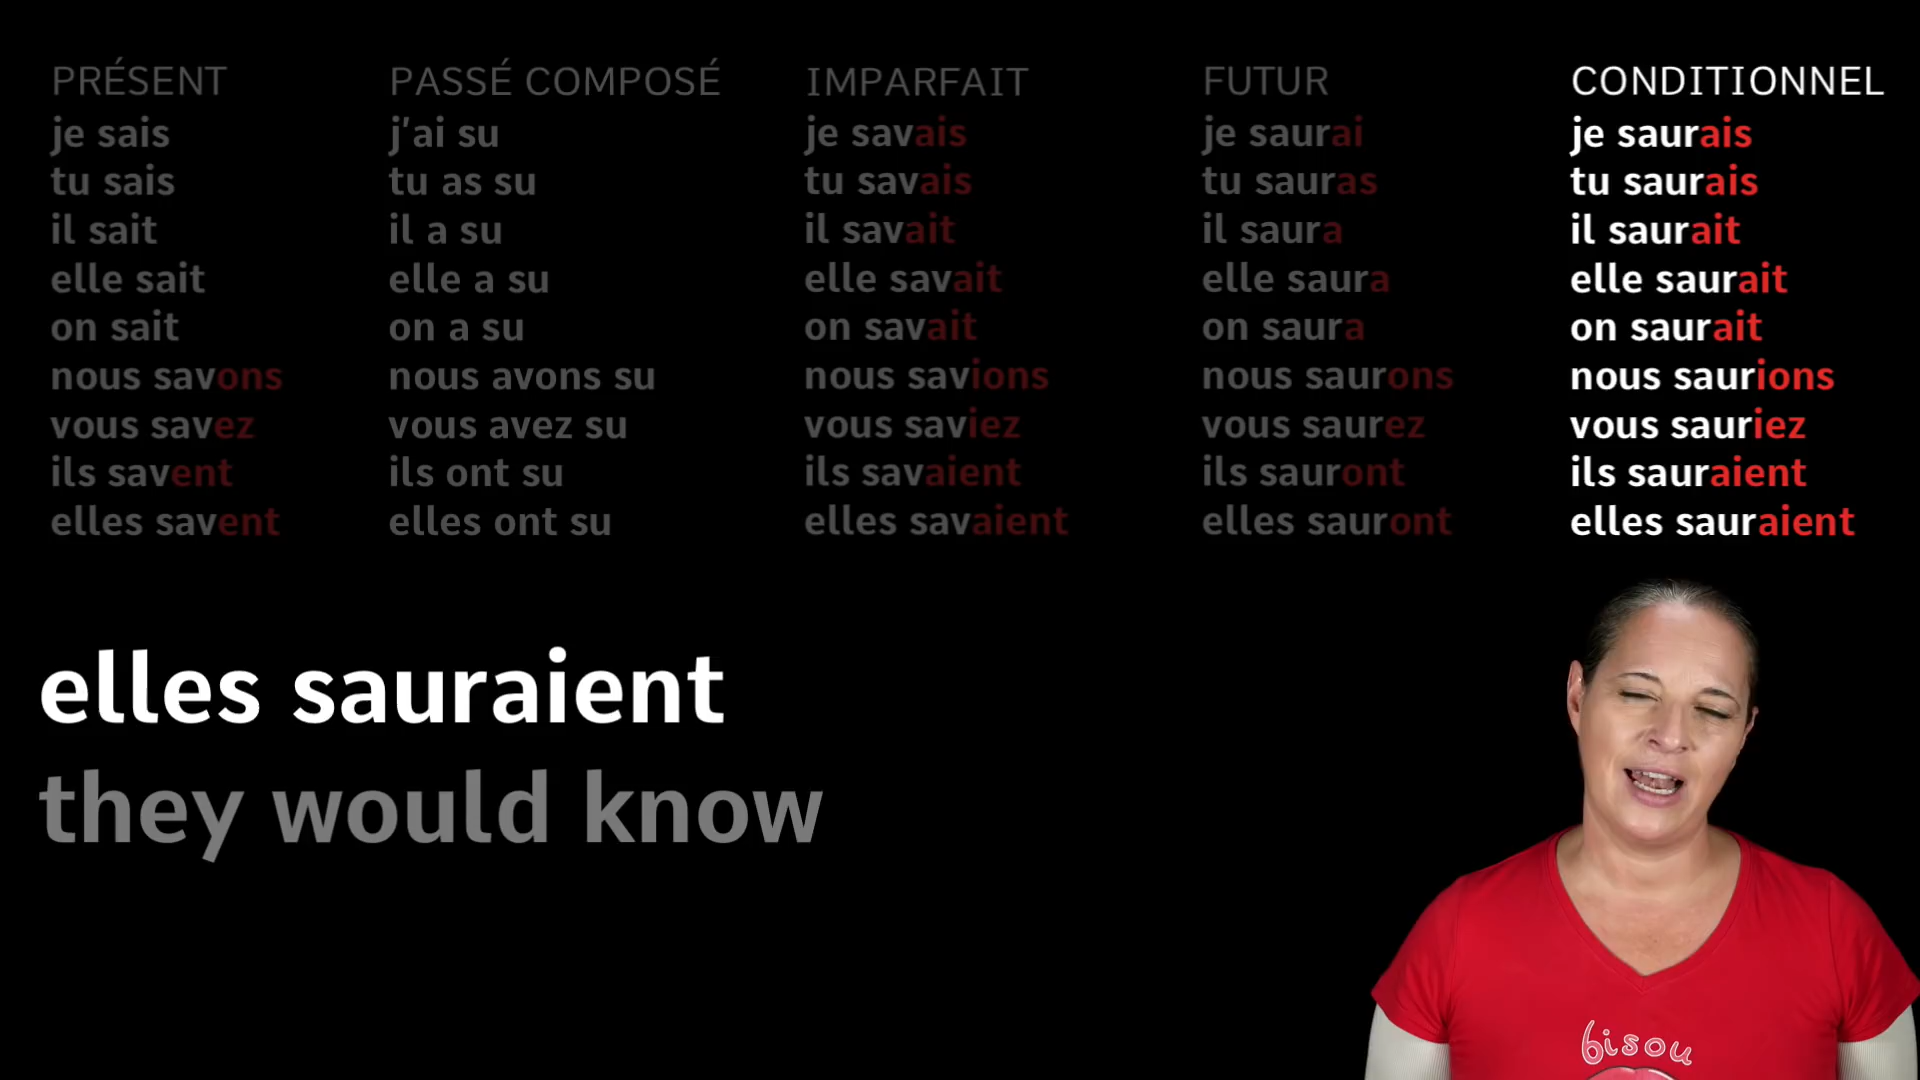 PRÉSENT
je sais
tu sais
il sait
elle sait
on sait
nous savons
vous savez
ils savent
elles savent
PASSÉ COMPOSÉ
j'ai su
tu as su
il a su
elle a su
on a su
nous avons su
vous avez su
ils ont su
elles ont su
IMPARFAIT
je savais
tu savais
il savait
elle savait
on savait
nous savions
vous saviez
ils savaient
elles savaient
FUTUR
je saurai
tu sauras
il saura
elle saura
on saura
nous saurons
vous saurez
ils sauront
elles sauront
CONDITIONNEL
je saurais
tu saurais
il saurait
elle saurait
on saurait
nous saurions
vous sauriez
ils sauraient
elles sauraient
elles sauraient
they would know
bisou